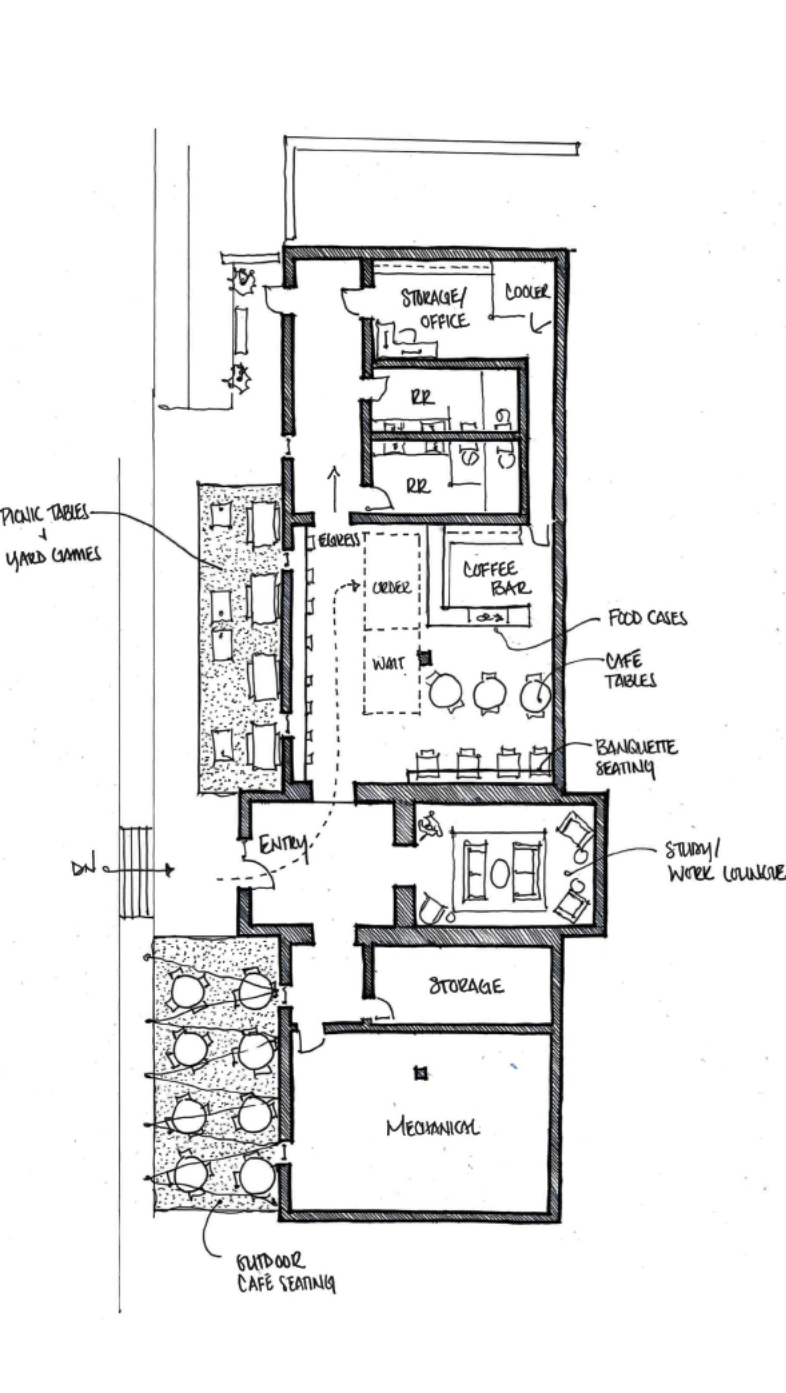 STORAGE/
OFFICE
COOLER
RR
RR
PICNIC TABLES
+
YARD GAMES
EGRESS
ORDER
COFFEE
BAR
WAIT
FOOD CASES
CAFÉ
TABLES
BANQUETTE
SEATING
ENTRY
DN
STUDY/
WORK LOUNGE
STORAGE
MECHANICAL
OUTDOOR
CAFÉ SEATING